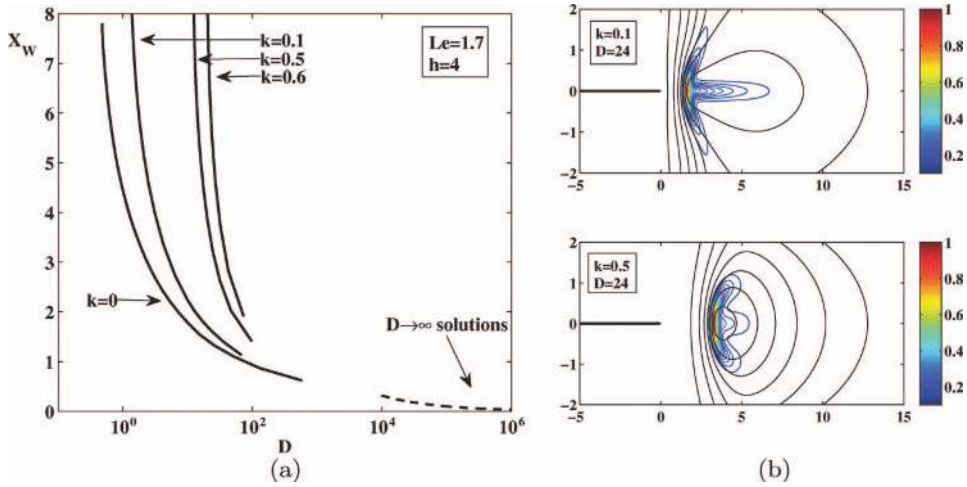 8
7
6
5
4
3
2
1
0
X_W
k=0.1
k=0.5
k=0.6
Le=1.7
h=4
k=0
D→∞ solutions
10^0
10^2
10^4
10^6
D
(a)
2
1
0
-1
-2
k=0.1
D=24
-5
0
5
10
15
1
0.8
0.6
0.4
0.2
2
1
0
-1
-2
k=0.5
D=24
-5
0
5
10
15
1
0.8
0.6
0.4
0.2
(b)